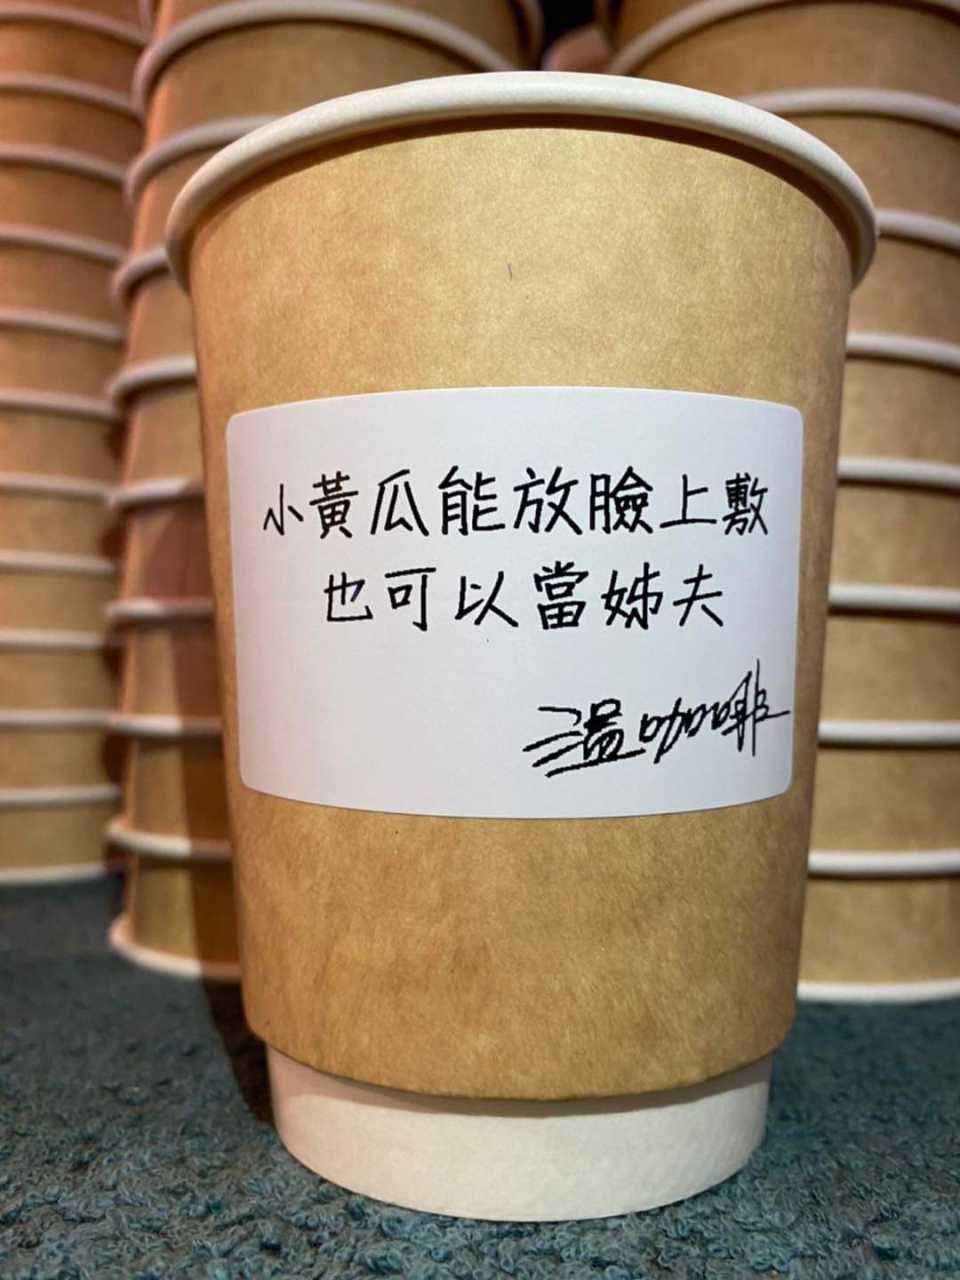 小黃瓜能放臉上敷
也可以當姊夫
溫咖啡